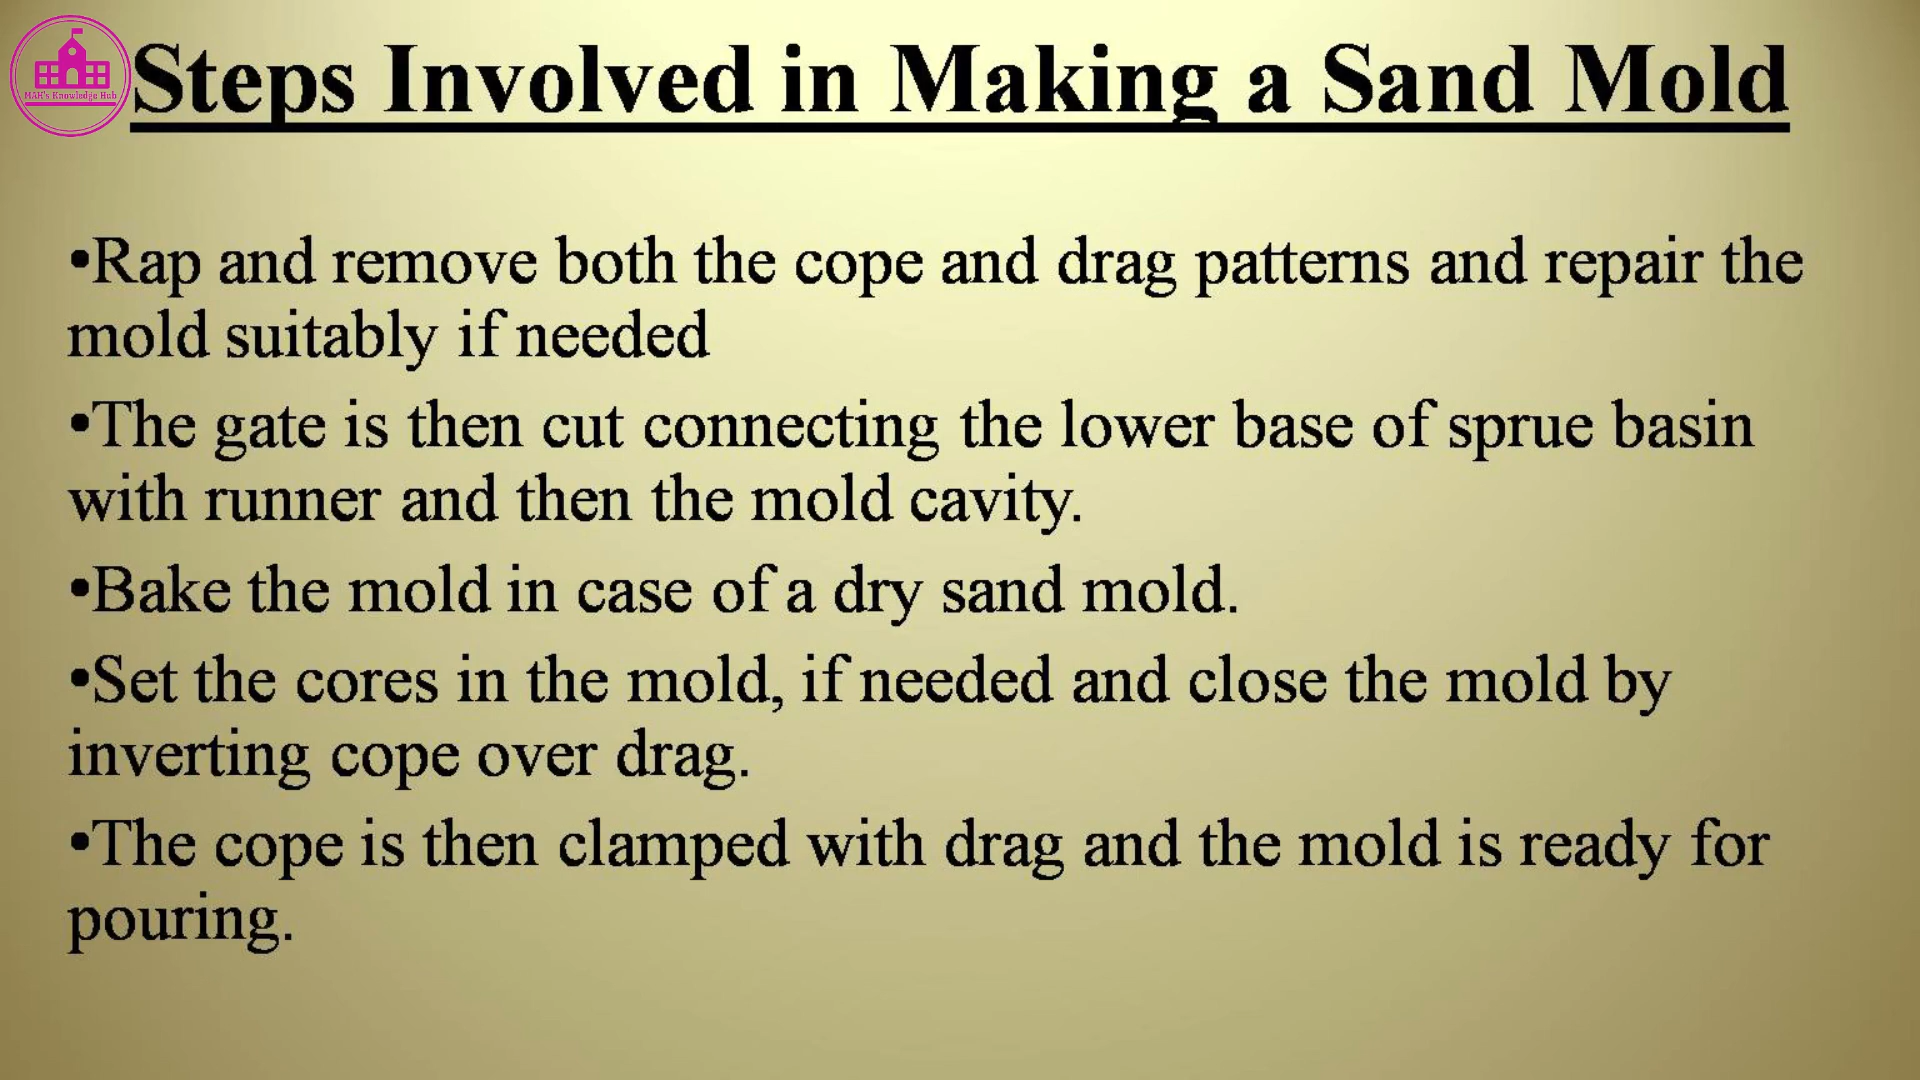 MAK's Knowledge Hub
Steps Involved in Making a Sand Mold
•Rap and remove both the cope and drag patterns and repair the
mold suitably if needed
•The gate is then cut connecting the lower base of sprue basin
with runner and then the mold cavity.
•Bake the mold in case of a dry sand mold.
•Set the cores in the mold, if needed and close the mold by
inverting cope over drag.
•The cope is then clamped with drag and the mold is ready for
pouring.